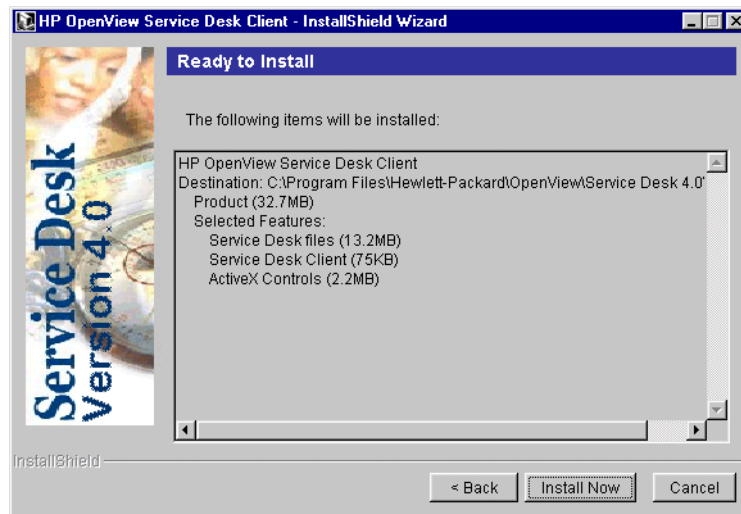 HP OpenView Service Desk Client - InstallShield Wizard
Ready to Install
The following items will be installed:
HP OpenView Service Desk Client
Destination: C:\Program Files\Hewlett-Packard\OpenView\Service Desk 4.0\
Product (32.7MB)
Selected Features:
Service Desk files (13.2MB)
Service Desk Client (75KB)
ActiveX Controls (2.2MB)
Service Desk
Version 4.0
InstallShield
< Back
Install Now
Cancel